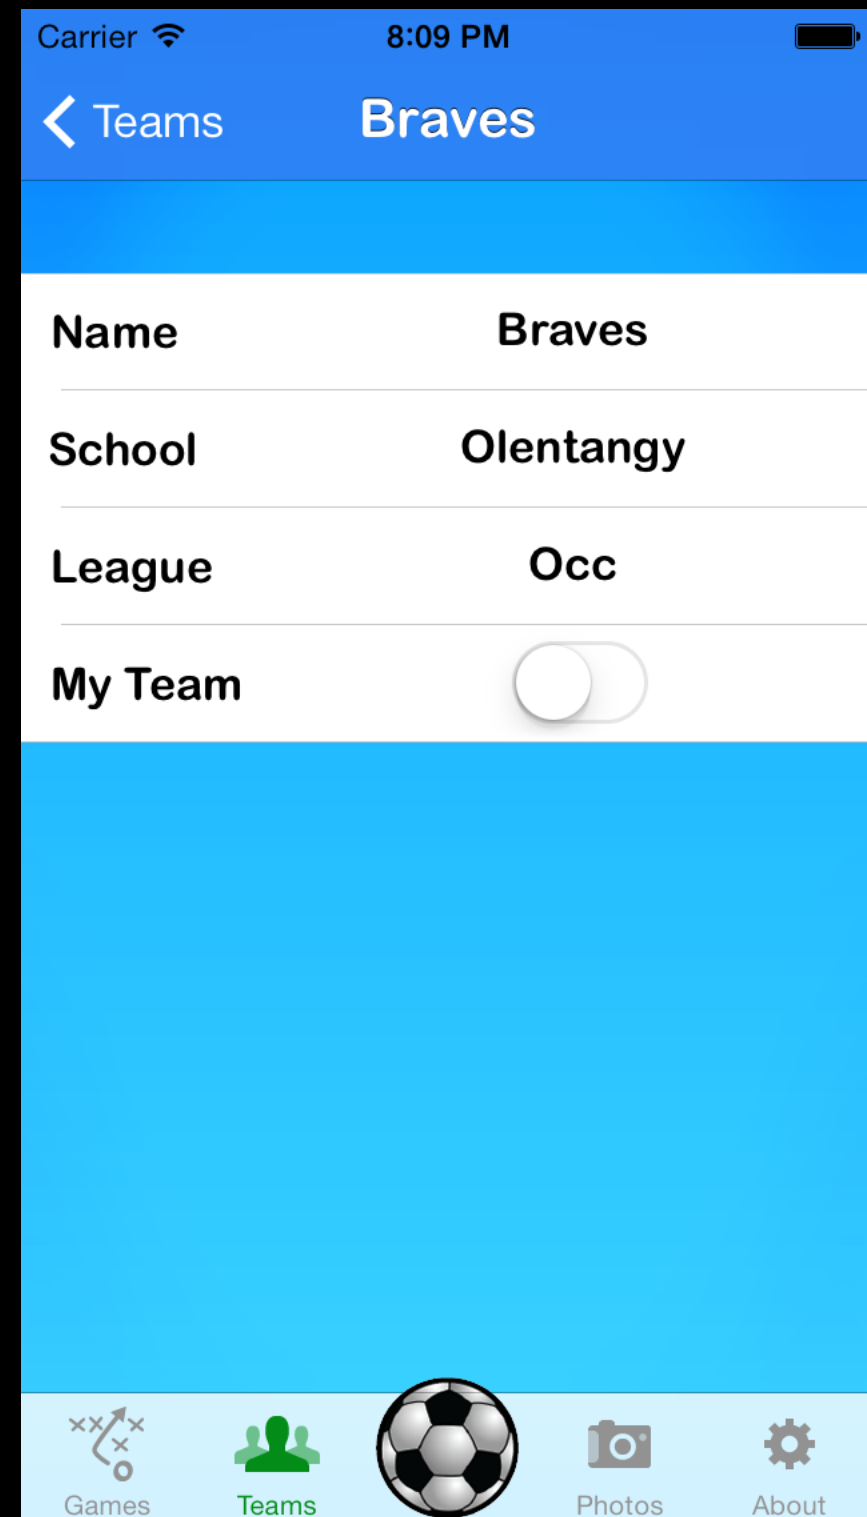 Carrier 8:09 PM
Teams Braves
Name Braves
School Olentangy
League Occ
My Team
Games Teams Photos About